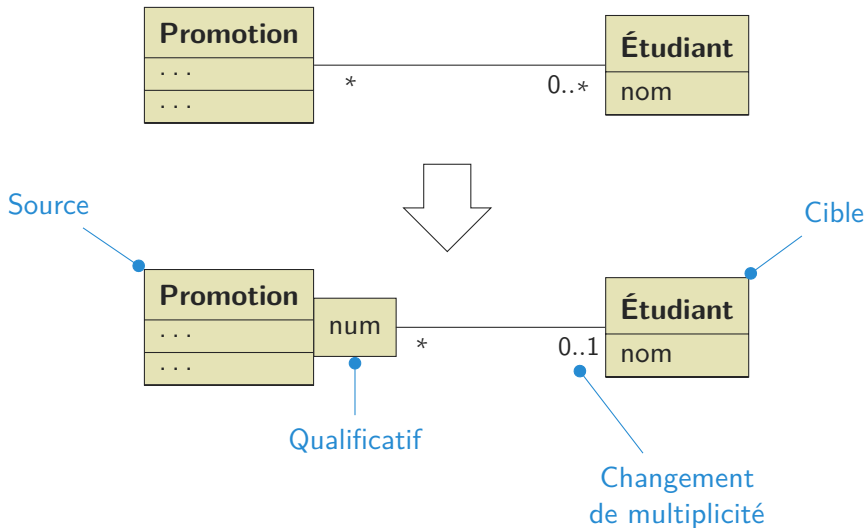 Promotion
. . .
. . .
*
0..*
Étudiant
nom
Source
Cible
Promotion
. . .
. . .
num
*
0..1
Étudiant
nom
Qualificatif
Changement
de multiplicité